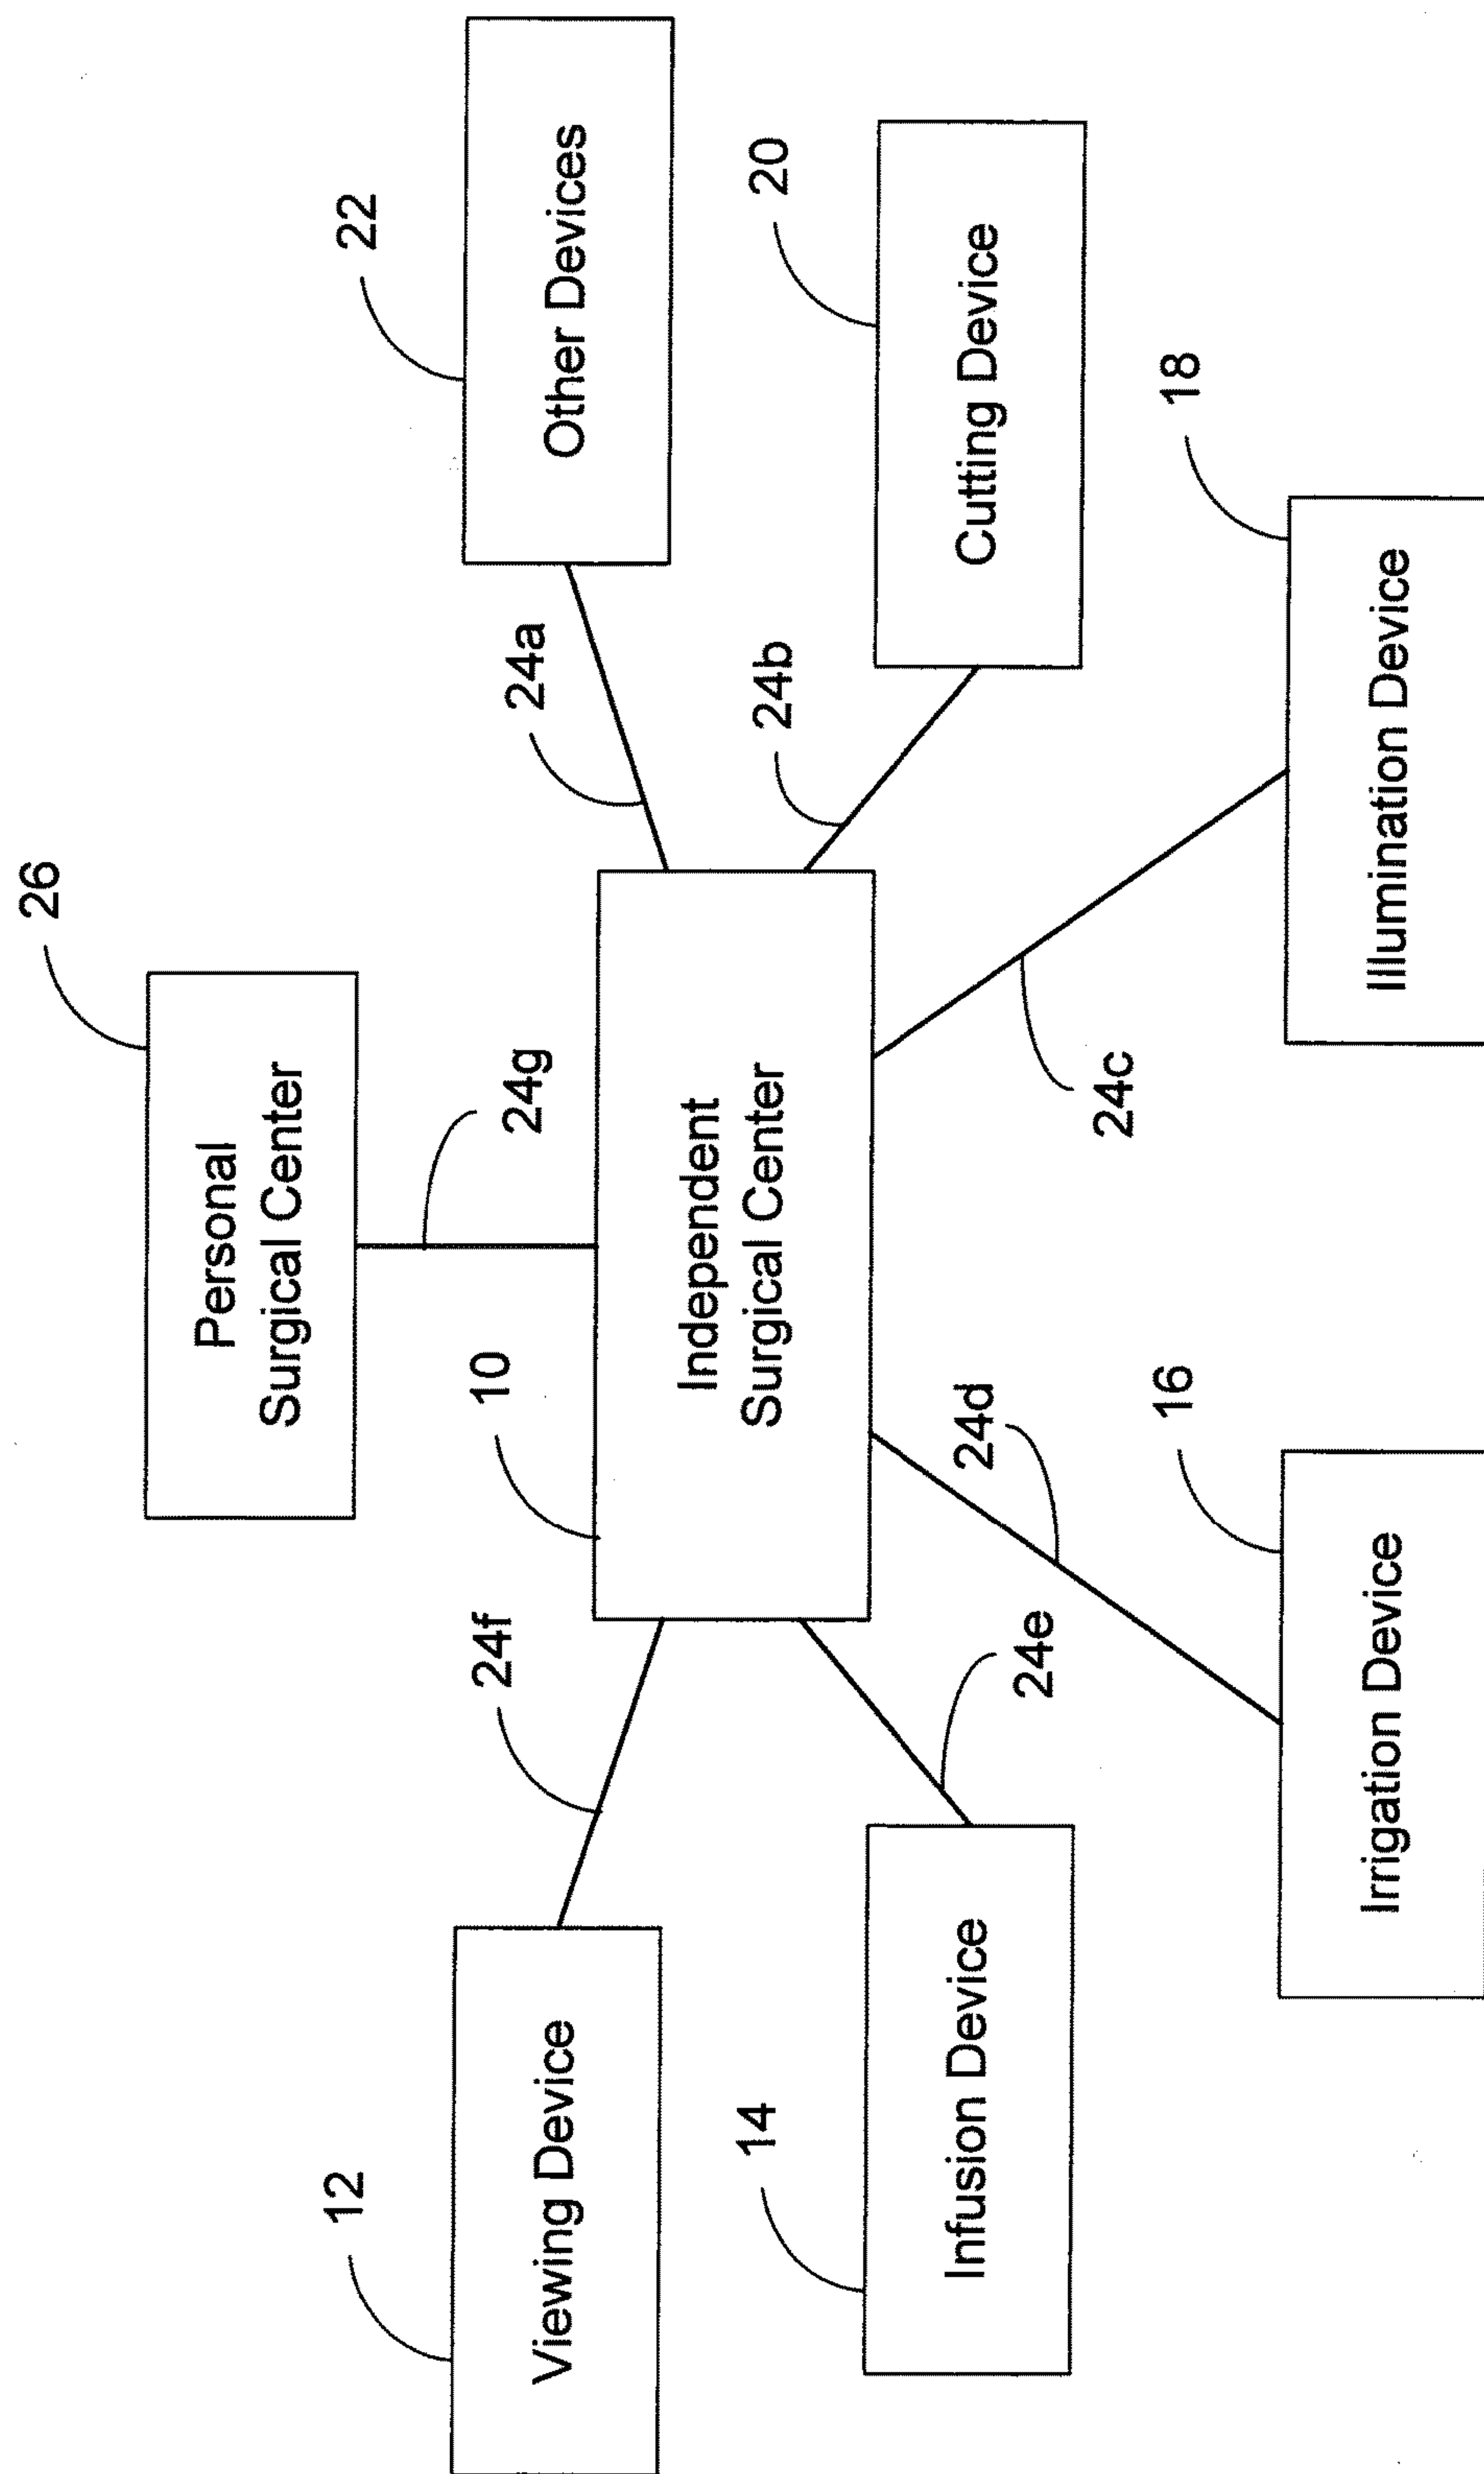 26
Personal
Surgical Center
24g
22
Other Devices
24a
12
Viewing Device
24f
10
Independent
Surgical Center
20
Cutting Device
24b
14
Infusion Device
24e
24d
24c
16
Irrigation Device
18
Illumination Device